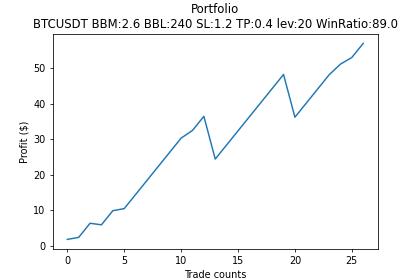 Portfolio
BTCUSDT BBM:2.6 BBL:240 SL:1.2 TP:0.4 lev:20 WinRatio:89.0
Profit ($)
50
40
30
20
10
0
0 5 10 15 20 25
Trade counts